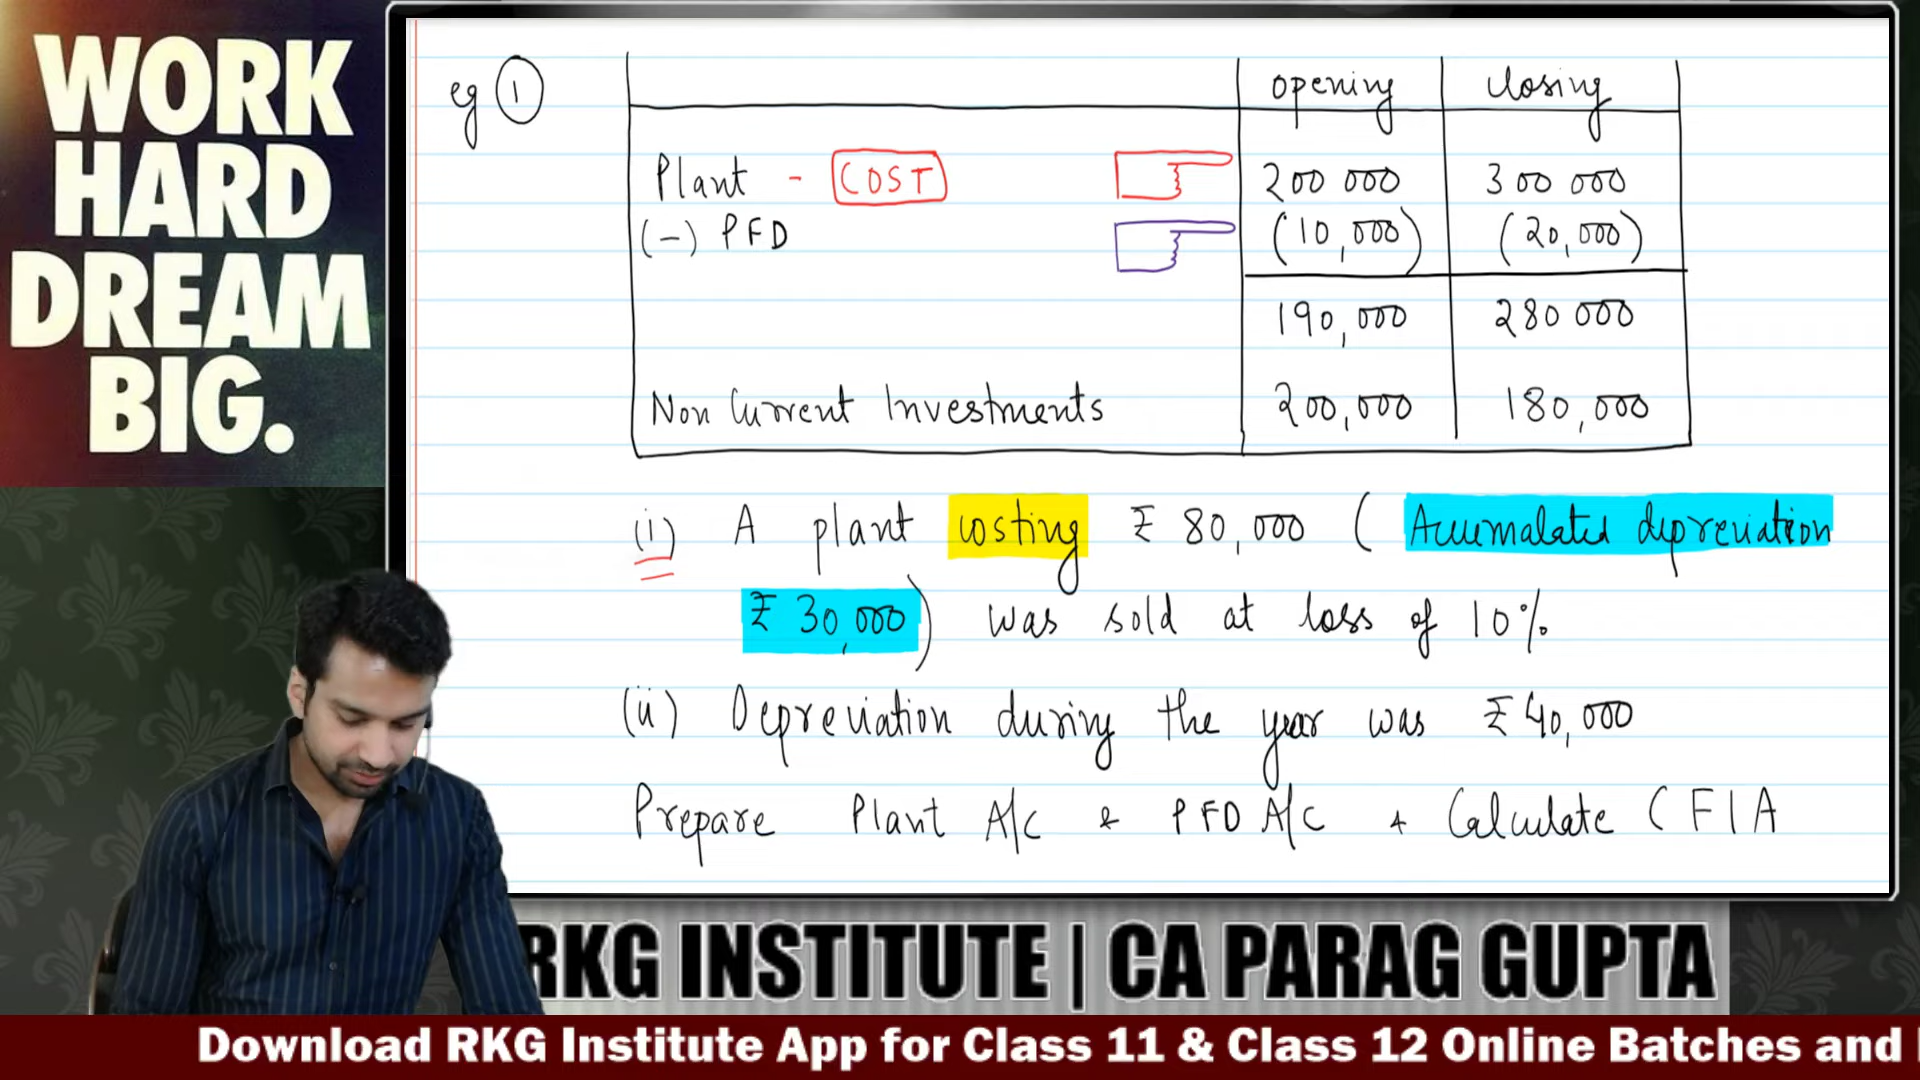 WORK
HARD
DREAM
BIG.
eg 1
opening closing
Plant - COST 200 000 300 000
(-) PFD (10,000) (20,000)
190,000 280 000
Non Current Investments 200,000 180,000
(i) A plant costing ₹ 80,000 (Accumalated depreciation
₹ 30,000) was sold at loss of 10%
(ii) Depreciation during the year was ₹ 40,000
Prepare Plant A/c & PFD A/c + Calculate CFIA
RKG INSTITUTE | CA PARAG GUPTA
Download RKG Institute App for Class 11 & Class 12 Online Batches and